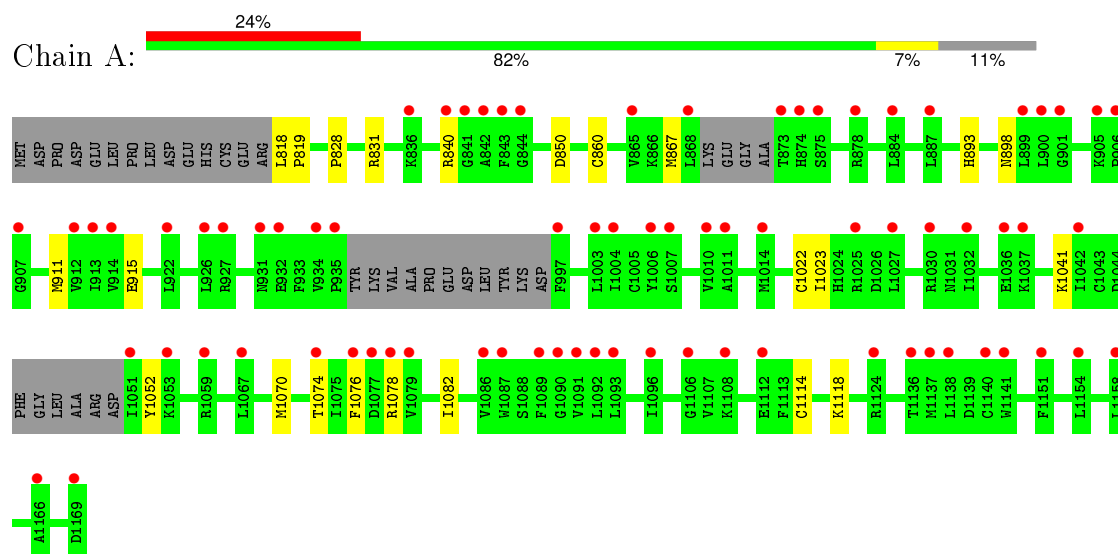 24%
Chain A:
82%
7%
11%
MET ASP PRO ASP GLU LEU PRO LEU ASP GLU HIS CYS GLU ARG L818 P819 P828 R831 K836 R840 G841 A842 F843 G844 D850 C860 V865 K866 M867 L868 LYS GLU GLY ALA T873 H874 S875 R878 L884 L887 H893 N898 L899 L900 G901 K905 P906
G907 M911 V912 I913 V914 E915 L922 L926 R927 N931 E932 F933 V934 P935 TYR LYS VAL ALA PRO GLU ASP LEU TYR LYS ASP F997 L1003 I1004 C1005 Y1006 S1007 V1010 A1011 M1014 C1022 I1023 H1024 R1025 D1026 L1027 R1030 N1031 I1032 E1036 K1037 K1041 I1042 C1043 D1044
PHE GLY LEU ALA ARG ASP I1051 Y1052 K1053 R1059 L1067 M1070 T1074 I1075 F1076 D1077 R1078 V1079 I1082 V1086 W1087 S1088 F1089 G1090 V1091 L1092 L1093 I1096 G1106 V1107 K1108 E1112 F1113 C1114 K1118 R1124 T1136 M1137 L1138 D1139 C1140 W1141 F1151 L1154 L1158
A1166 D1169